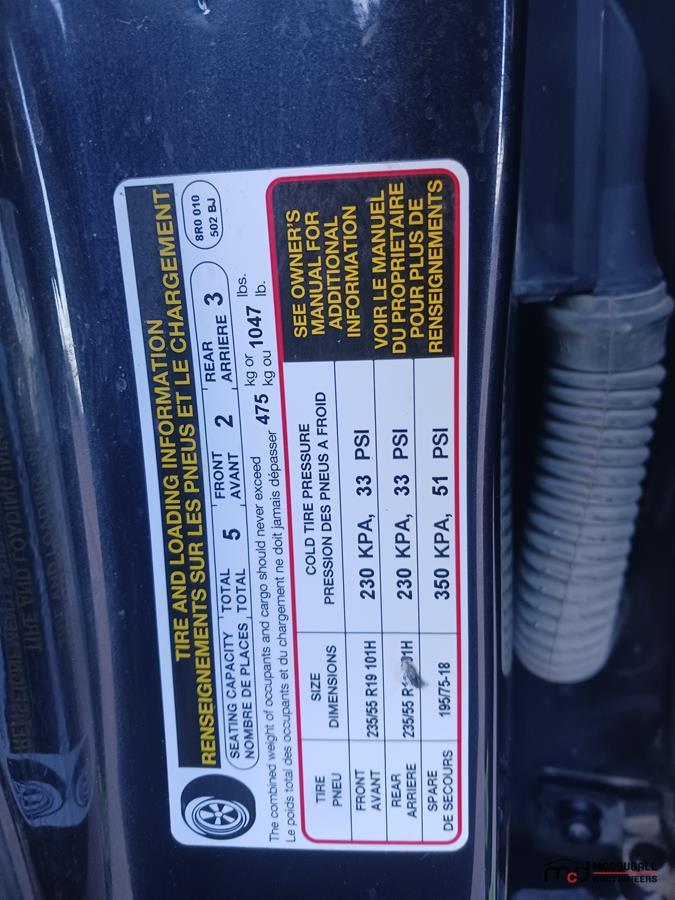 TIRE AND LOADING INFORMATION
RENSEIGNEMENTS SUR LES PNEUS ET LE CHARGEMENT
SEATING CAPACITY TOTAL 5 FRONT 2 REAR 3
NOMBRE DE PLACES TOTAL AVANT ARRIERE
8R0 010
502 BJ
The combined weight of occupants and cargo should never exceed 475 kg or 1047 lbs.
Le poids total des occupants et du chargement ne doit jamais dépasser kg ou lb.
TIRE SIZE COLD TIRE PRESSURE
PNEU DIMENSIONS PRESSION DES PNEUS A FROID
FRONT
AVANT 235/55 R19 101H 230 KPA, 33 PSI
REAR
ARRIERE 235/55 230 KPA, 33 PSI
SPARE
DE SECOURS 195/75-18 350 KPA, 51 PSI
SEE OWNER'S
MANUAL FOR
ADDITIONAL
INFORMATION
VOIR LE MANUEL
DU PROPRIETAIRE
POUR PLUS DE
RENSEIGNEMENTS
mcd MCDOUGALL
AUCTIONEERS